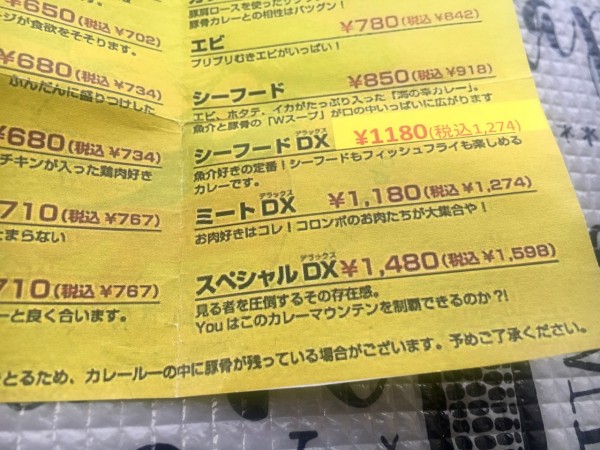 ¥650(税込 ¥702)
ージが食欲をそそります。
¥680(税込 ¥734)
ふんだんに盛りつけした
¥680(税込 ¥734)
チキンが入った鶏肉好き
¥710(税込 ¥767)
たまらない
¥710(税込 ¥767)
ーと良く合います。
豚骨カレーとの相性はバツグン!
エビ ¥780(税込 ¥842)
プリプリむきエビがいっぱい!
シーフード ¥850(税込 ¥918)
エビ、ホタテ、イカがたっぷり入った「海の幸カレー」。
魚介と豚骨の「Wスープ」が口の中いっぱいに広がります
デラックス
シーフードDX ¥1180(税込1,274)
魚介好きの定番!シーフードもフィッシュフライも楽しめる
カレーです。
デラックス
ミートDX ¥1,180(税込 ¥1,274)
お肉好きはコレ!コロンボのお肉たちが大集合や!
デラックス
スペシャルDX ¥1,480(税込 ¥1,598)
見る者を圧倒するその存在感。
Youはこのカレーマウンテンを制覇できるのか?!
とるため、カレールーの中に豚骨が残っている場合がございます。予めご了承ください。